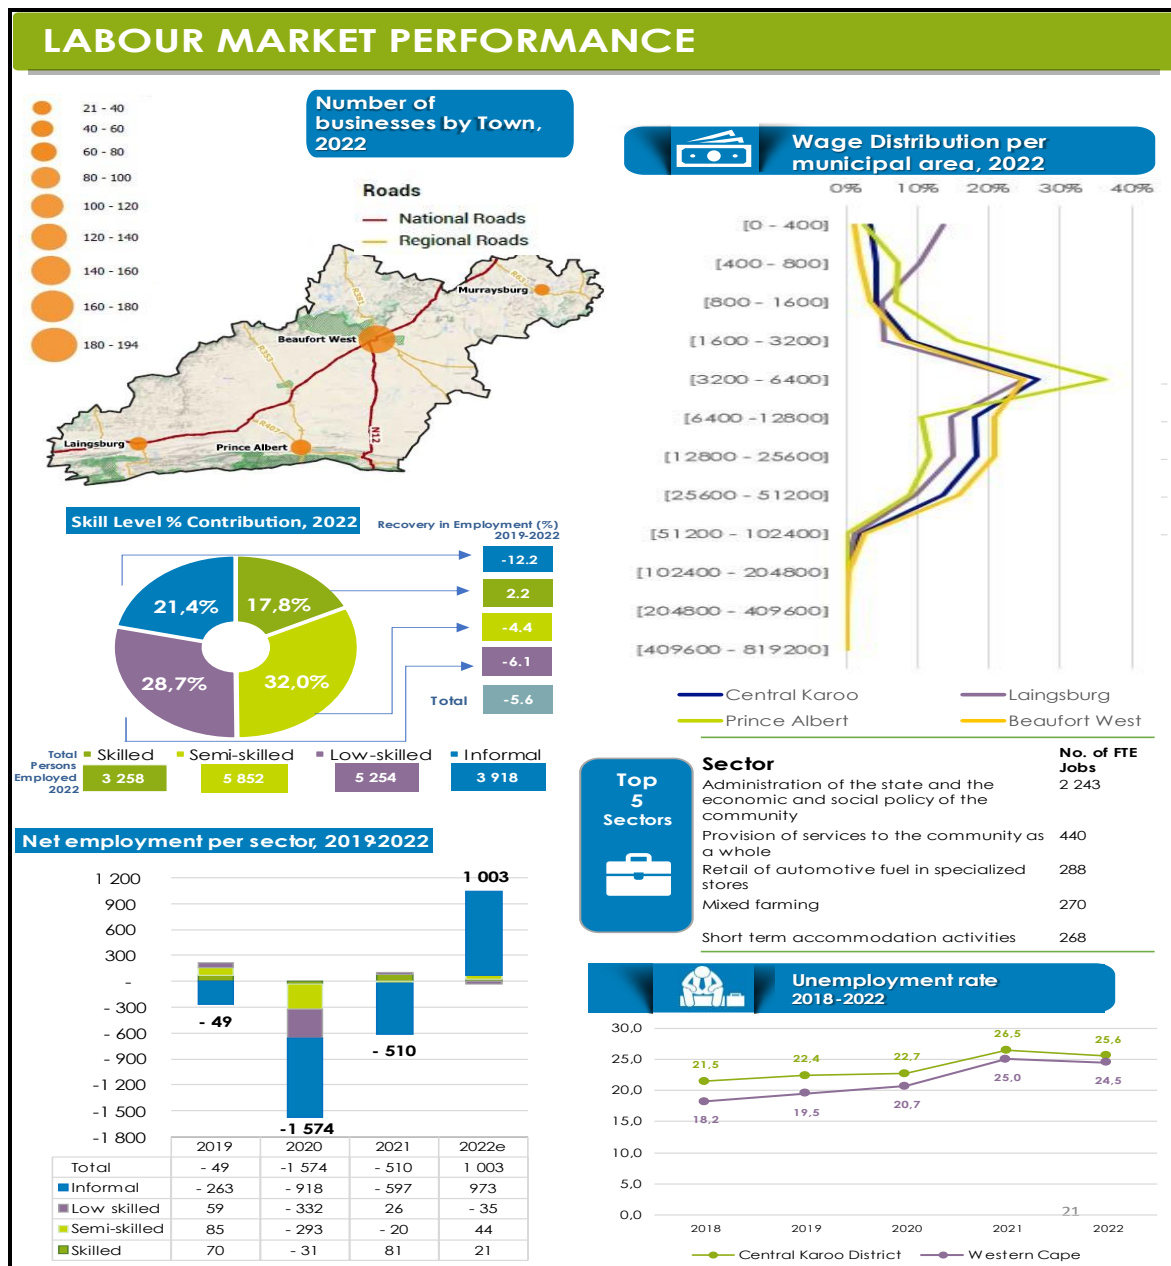 LABOUR MARKET PERFORMANCE
Number of
businesses by Town,
2022
21 - 40
40 - 60
60 - 80
80 - 100
100 - 120
120 - 140
140 - 160
160 - 180
180 - 194
Roads
National Roads
Regional Roads
Murraysburg
R63
R381
Beaufort West
R353
R407
N12
Laingsburg
Prince Albert
Wage Distribution per
municipal area, 2022
0% 10% 20% 30% 40%
[0 - 400]
[400 - 800]
[800 - 1600]
[1600 - 3200]
[3200 - 6400]
[6400 -12800]
[12800 - 25600]
[25600 - 51200]
[51200 - 102400]
[102400 - 204800]
[204800 - 409600]
[409600 - 819200]
Central Karoo Laingsburg
Prince Albert Beaufort West
Skill Level % Contribution, 2022
Recovery in Employment (%)
2019-2022
-12.2
2.2
-4.4
-6.1
Total -5.6
21,4% 17,8%
28,7% 32,0%
Skilled Semi-skilled Low-skilled Informal
Total
Persons
Employed
2022
3 258 5 852 5 254 3 918
Top
5
Sectors
Sector No. of FTE
Jobs
Administration of the state and the 2 243
economic and social policy of the
community
Provision of services to the community as 440
a whole
Retail of automotive fuel in specialized 288
stores
Mixed farming 270
Short term accommodation activities 268
Net employment per sector, 2019-2022
1 200
900
600
300
-
- 300
- 600
- 900
-1 200
-1 500
-1 800
- 49
-1 574
- 510
1 003
2019 2020 2021 2022e
Total - 49 -1 574 - 510 1 003
Informal - 263 - 918 - 597 973
Low skilled 59 - 332 26 - 35
Semi-skilled 85 - 293 - 20 44
Skilled 70 - 31 81 21
Unemployment rate
2018-2022
30,0
25,0
20,0
15,0
10,0
5,0
0,0
21,5 22,4 22,7 26,5 25,6
18,2 19,5 20,7 25,0 24,5
21
2018 2019 2020 2021 2022
Central Karoo District Western Cape